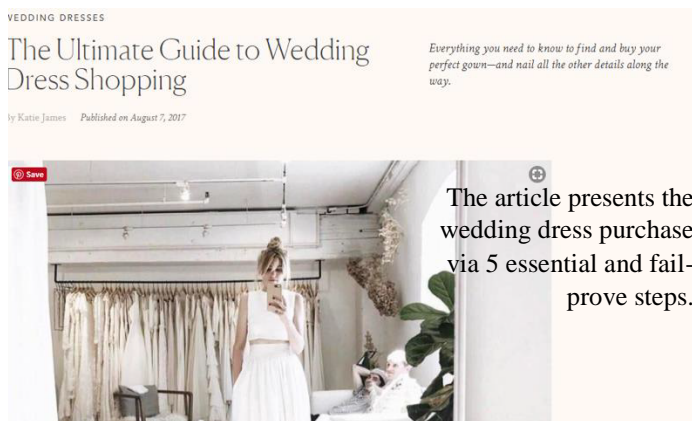 WEDDING DRESSES
The Ultimate Guide to Wedding
Dress Shopping
Everything you need to know to find and buy your
perfect gown—and nail all the other details along the
way.
By Katie James Published on August 7, 2017
Save
The article presents the
wedding dress purchase
via 5 essential and fail-
prove steps.